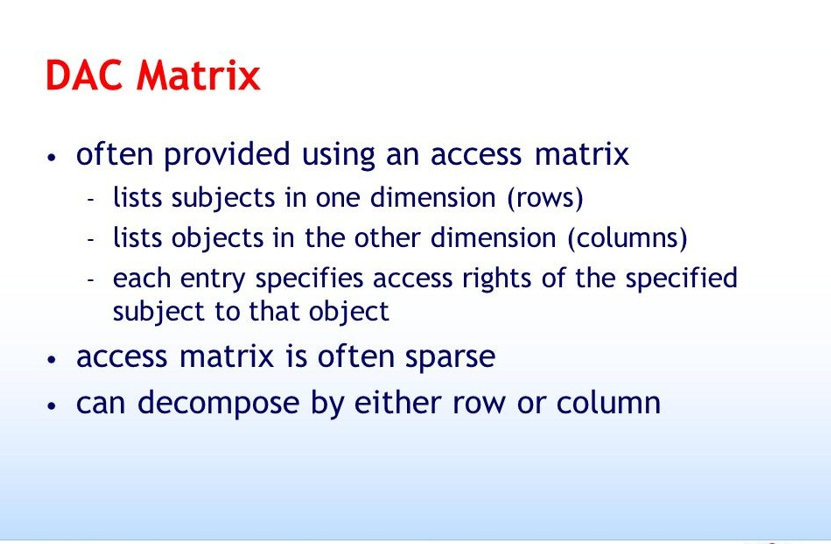 DAC Matrix
• often provided using an access matrix
- lists subjects in one dimension (rows)
- lists objects in the other dimension (columns)
- each entry specifies access rights of the specified
subject to that object
• access matrix is often sparse
• can decompose by either row or column